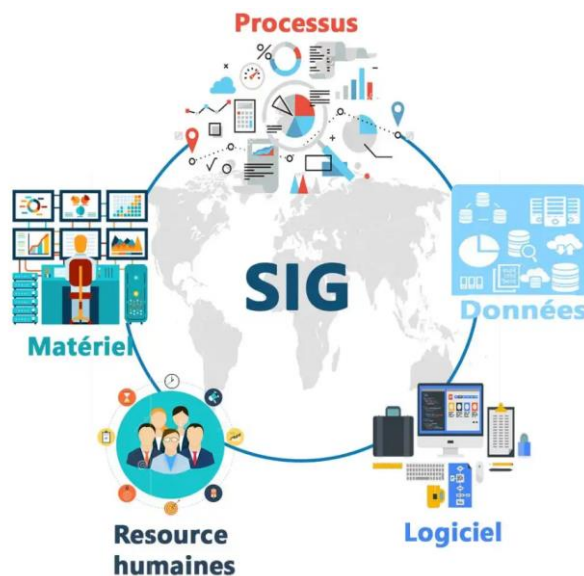 Processus
SIG
Données
Matériel
Logiciel
Resource
humaines